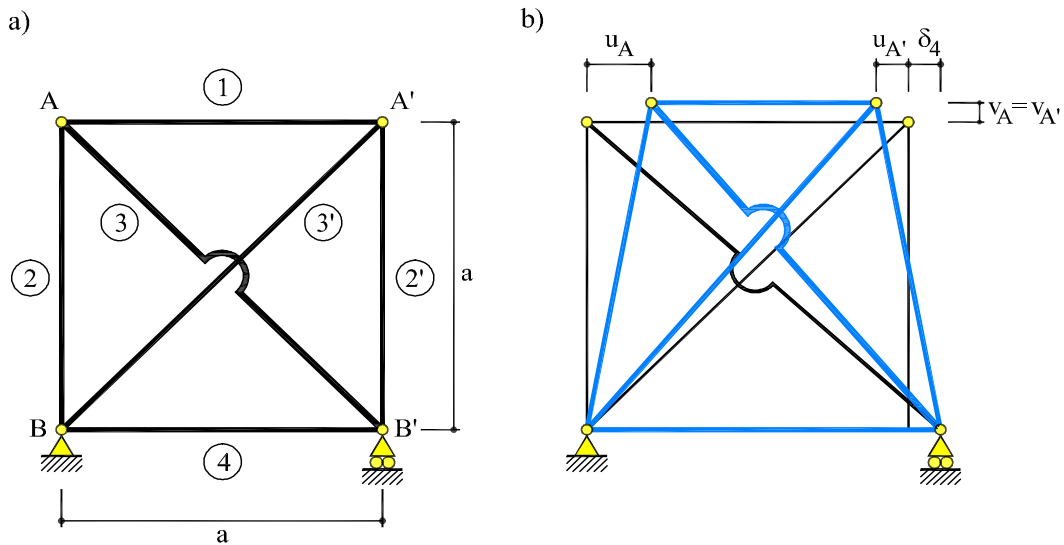 a)
A
1
A'
3
3'
2
2'
a
B
B'
4
a
b)
u_A
u_A'
δ_4
v_A = v_A'